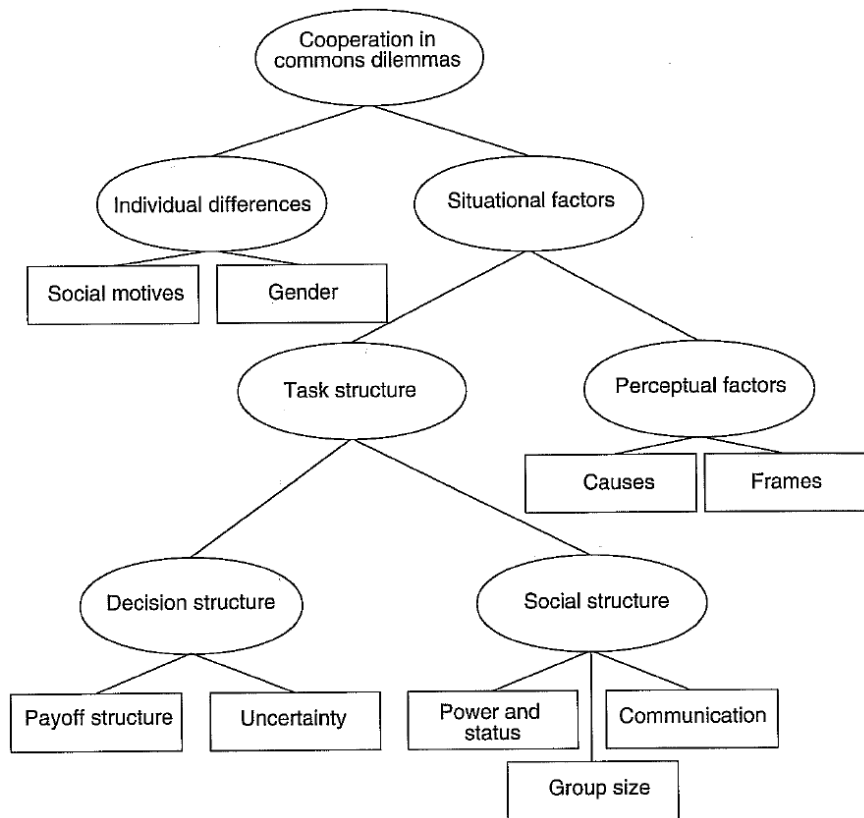 Cooperation in
commons dilemmas
Individual differences
Situational factors
Social motives
Gender
Task structure
Perceptual factors
Causes
Frames
Decision structure
Social structure
Payoff structure
Uncertainty
Power and
status
Communication
Group size